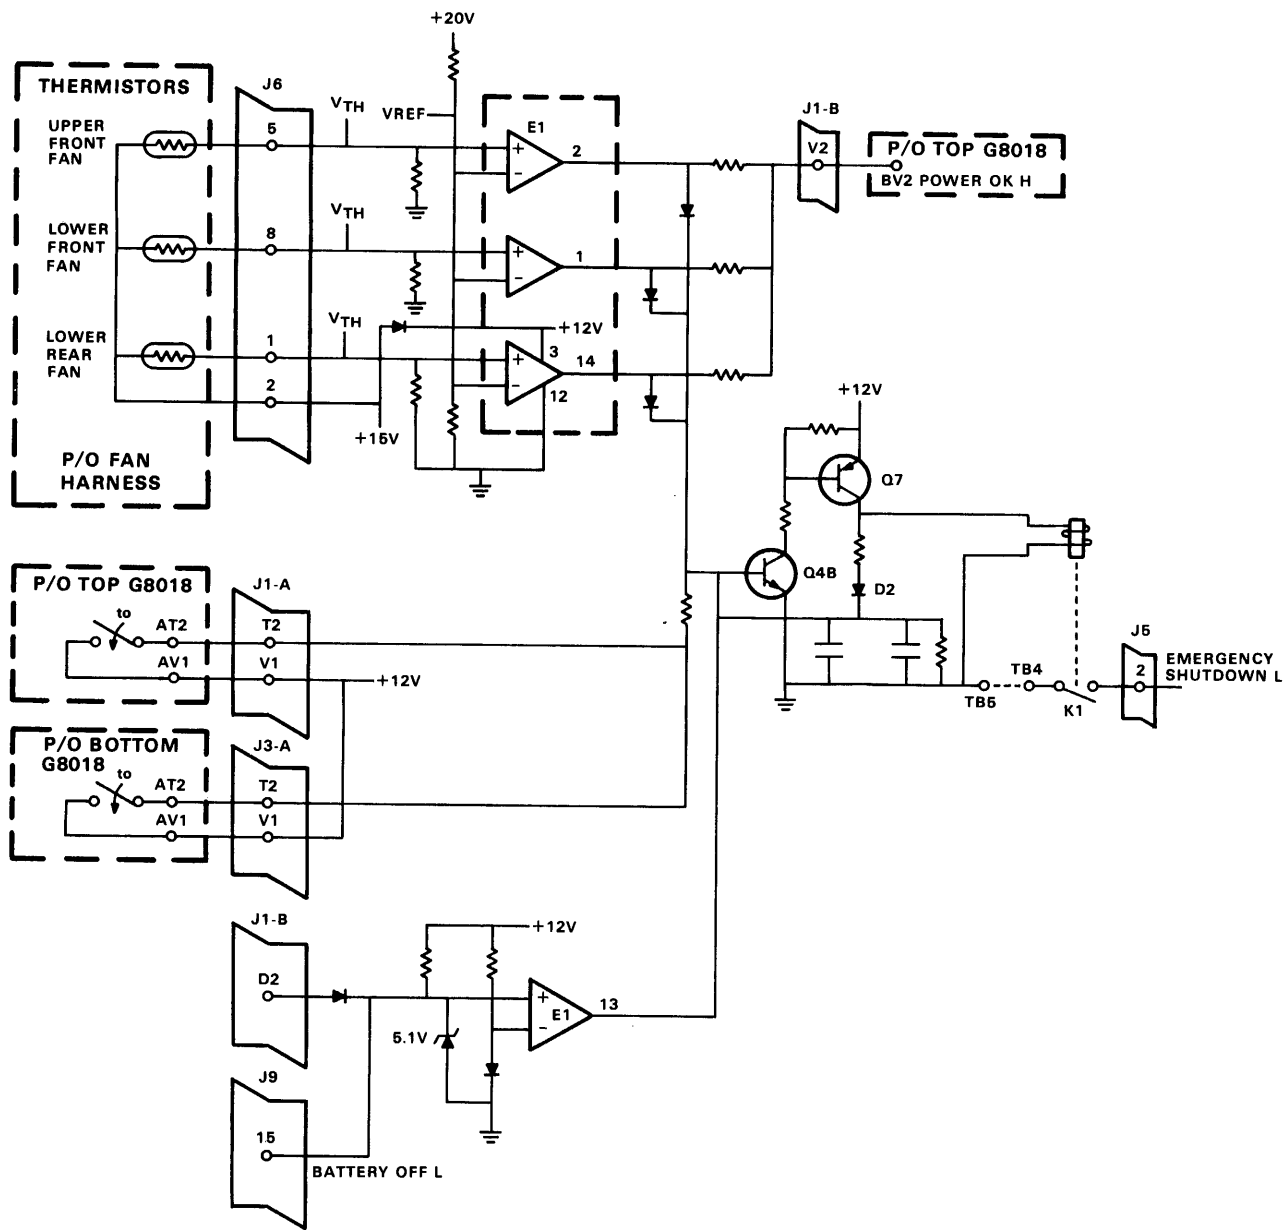 +20V
THERMISTORS
J6
VTH
VREF
E1
J1-B
UPPER
FRONT
FAN
5
+
−
2
V2
P/O TOP G8018
BV2 POWER OK H
LOWER
FRONT
FAN
8
VTH
+
−
1
LOWER
REAR
FAN
1
VTH
+12V
+
−
3
14
12
2
+15V
+12V
P/O FAN
HARNESS
Q7
P/O TOP G8018
J1-A
Q4B
D2
to
AT2
T2
AV1
V1
+12V
J5
TB4
2
EMERGENCY
SHUTDOWN L
TB5
K1
P/O BOTTOM
G8018
J3-A
to
AT2
T2
AV1
V1
J1-B
+12V
D2
+
−
E1
13
5.1V
J9
15
BATTERY OFF L